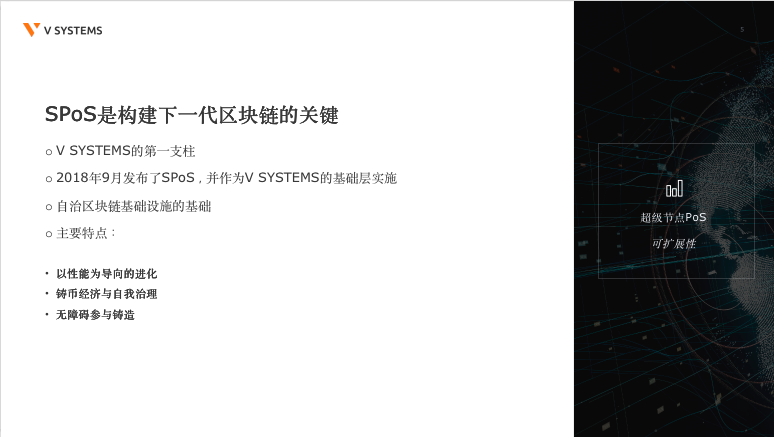 V SYSTEMS
5
SPoS是构建下一代区块链的关键
○ V SYSTEMS的第一支柱
○ 2018年9月发布了SPoS，并作为V SYSTEMS的基础层实施
○ 自治区块链基础设施的基础
○ 主要特点：
• 以性能为导向的进化
• 铸币经济与自我治理
• 无障碍参与铸造
超级节点PoS
可扩展性